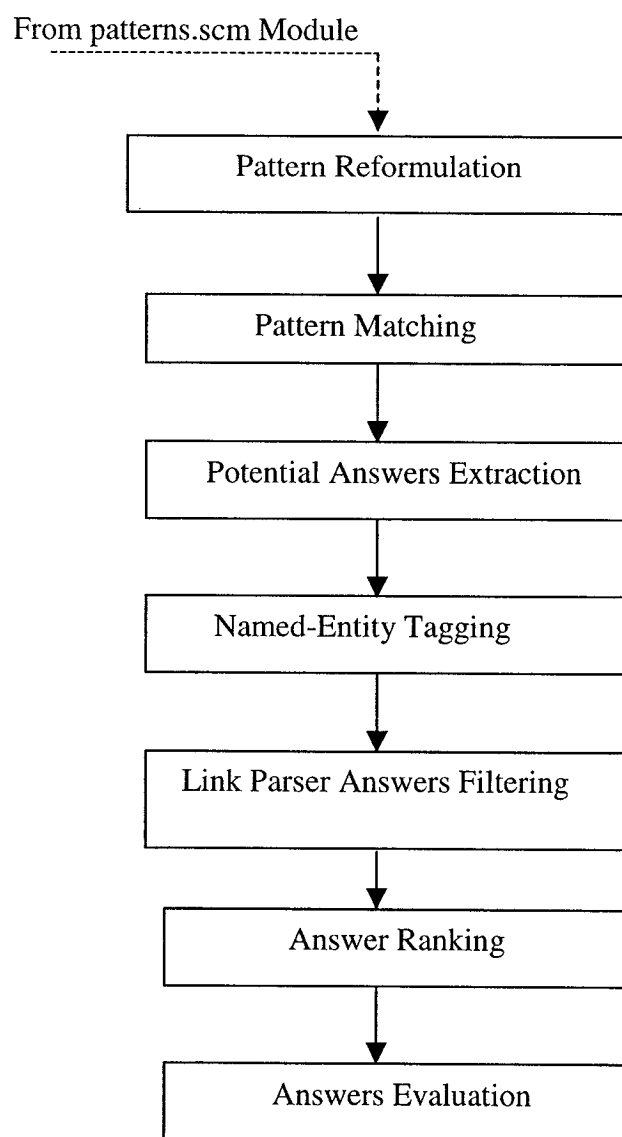 From patterns.scm Module
Pattern Reformulation
Pattern Matching
Potential Answers Extraction
Named-Entity Tagging
Link Parser Answers Filtering
Answer Ranking
Answers Evaluation